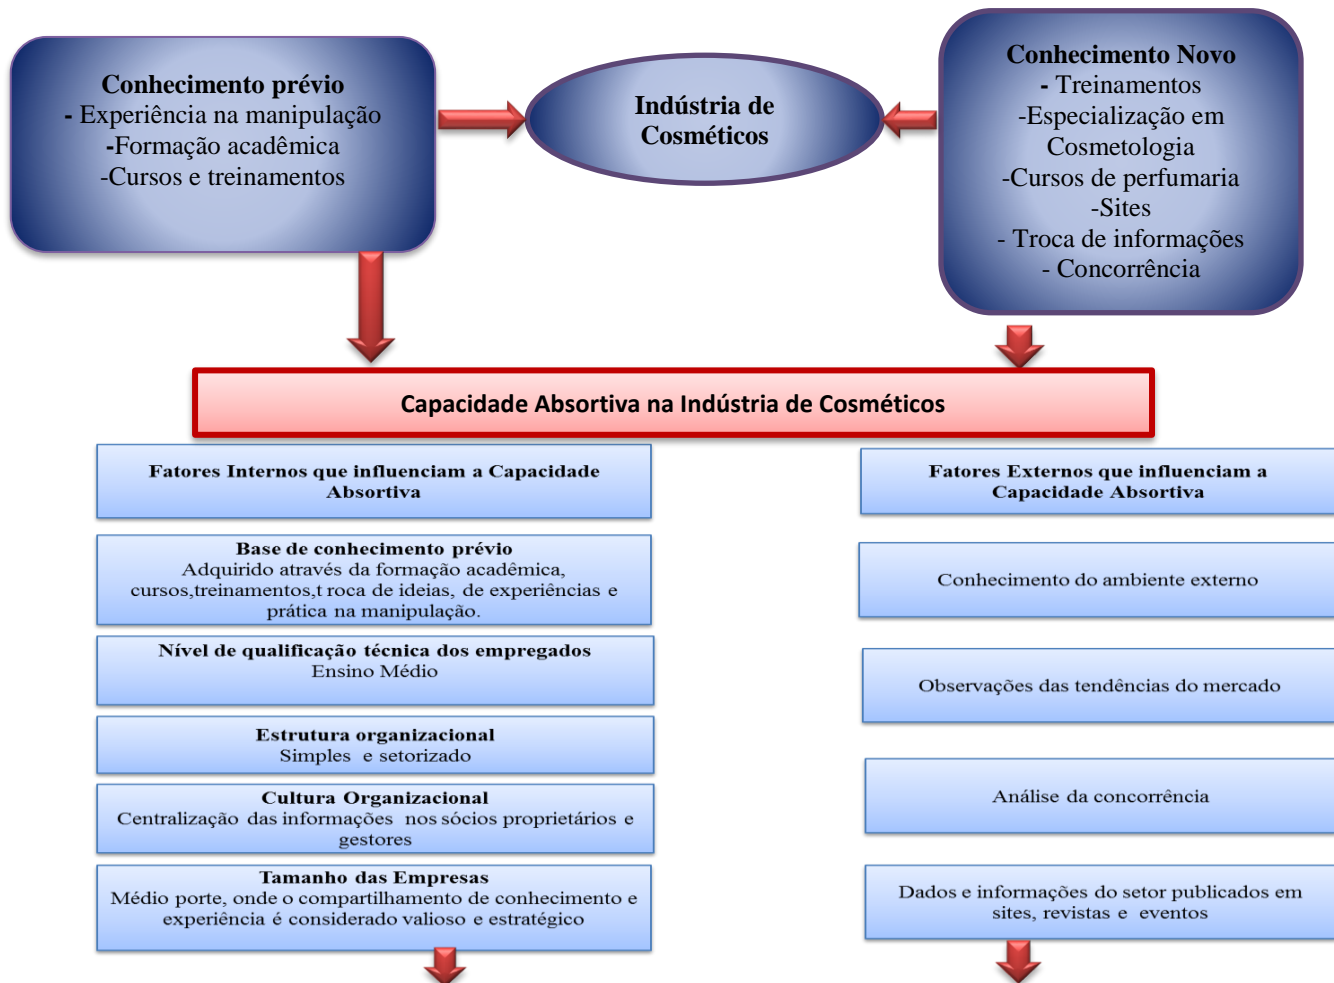 Conhecimento prévio
- Experiência na manipulação
-Formação acadêmica
-Cursos e treinamentos
Indústria de
Cosméticos
Conhecimento Novo
- Treinamentos
-Especialização em
Cosmetologia
-Cursos de perfumaria
-Sites
- Troca de informações
- Concorrência
Capacidade Absortiva na Indústria de Cosméticos
Fatores Internos que influenciam a Capacidade
Absortiva
Base de conhecimento prévio
Adquirido através da formação acadêmica,
cursos,treinamentos,t roca de ideias, de experiências e
prática na manipulação.
Nível de qualificação técnica dos empregados
Ensino Médio
Estrutura organizacional
Simples e setorizado
Cultura Organizacional
Centralização das informações nos sócios proprietários e
gestores
Tamanho das Empresas
Médio porte, onde o compartilhamento de conhecimento e
experiência é considerado valioso e estratégico
Fatores Externos que influenciam a
Capacidade Absortiva
Conhecimento do ambiente externo
Observações das tendências do mercado
Análise da concorrência
Dados e informações do setor publicados em
sites, revistas e eventos